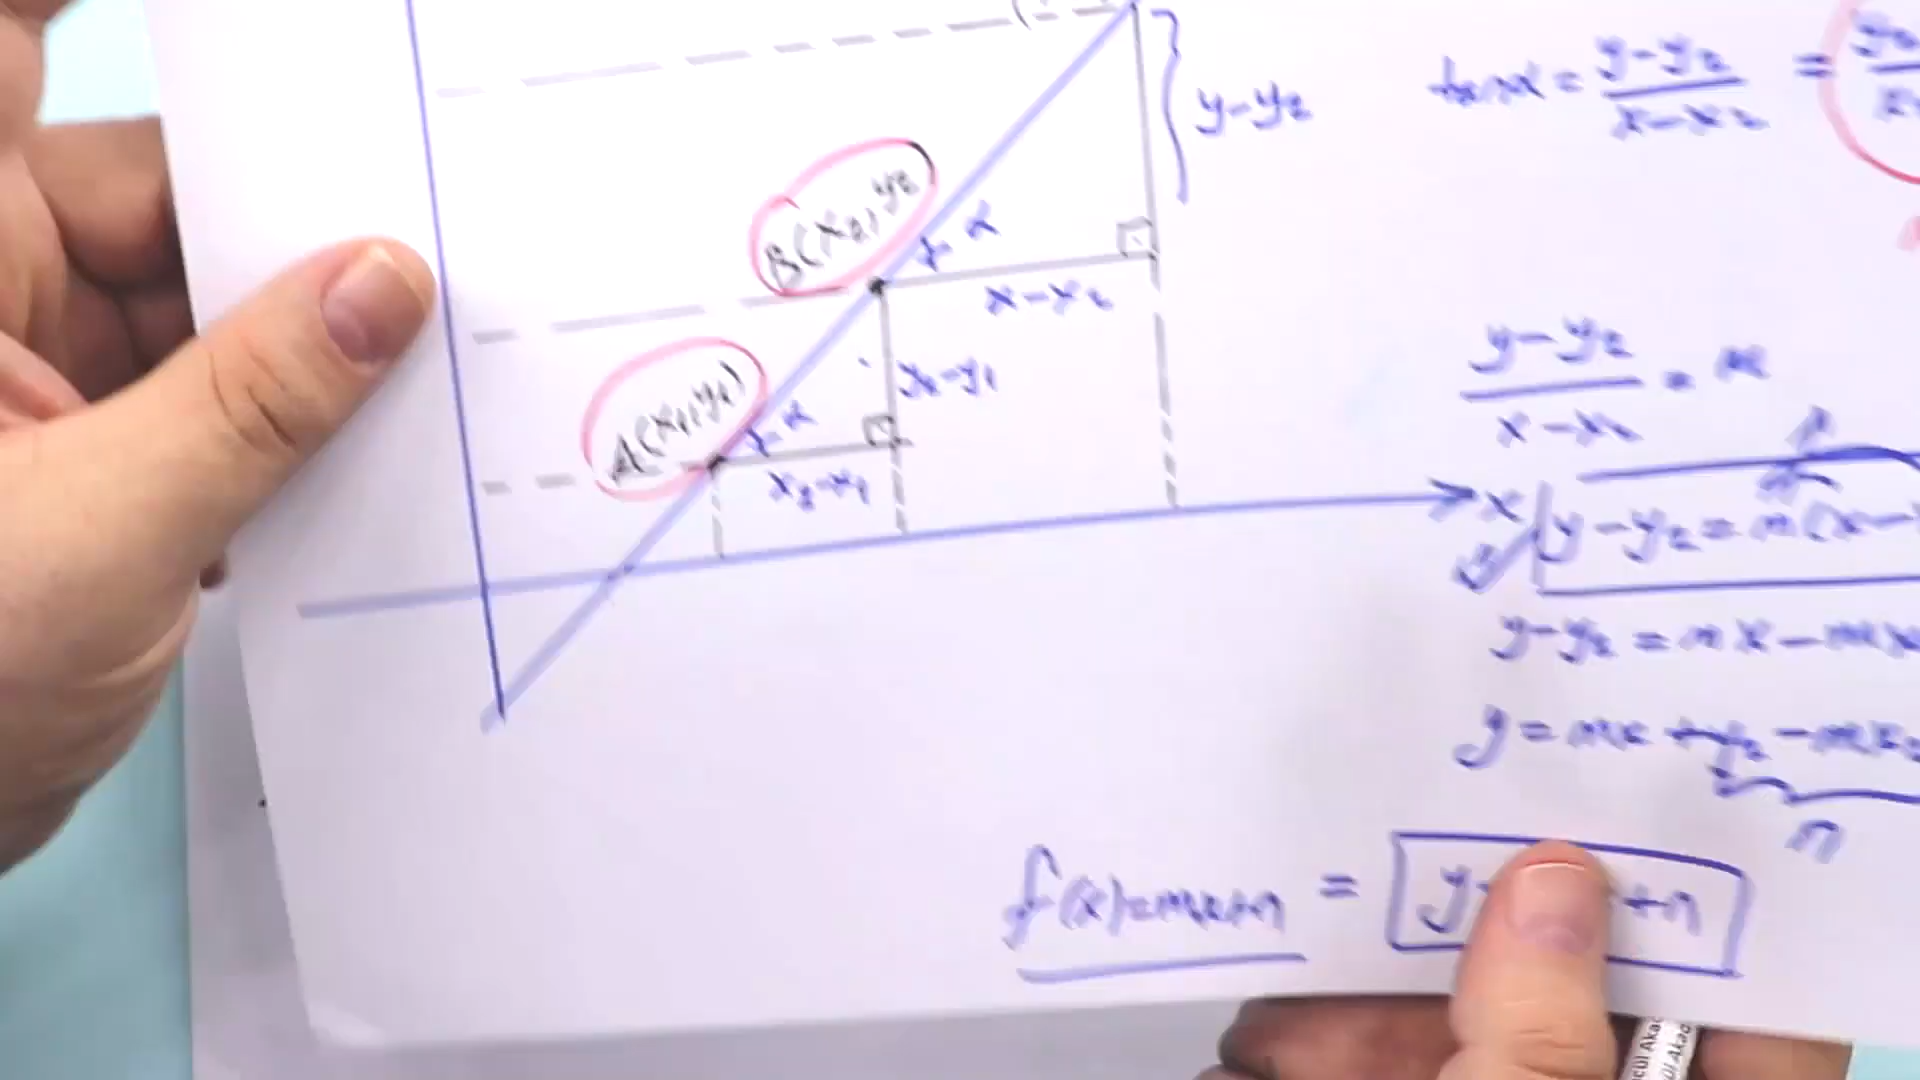 y-y₂
tanα = y-y₂ / x-x₂ =
B(x₂, y₂
α
x-x₂
y₂-y₁
A(x₁, y₁)
α
x₂-x₁
x
y-y₂ / x-x₂ = m
y-y₂ = m(x-
y-y₂ = mx - mx
y = mx + y₂ - mx₂
n
f(x)=mx+n = y +n